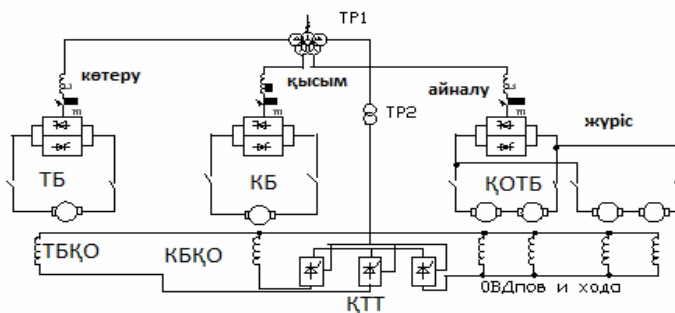 ТР1
көтеру
қысым
айналу
ТР2
жүріс
ТБ
КБ
ҚОТБ
ТБҚО
КБҚО
ҚТТ
ОВДпов и хода